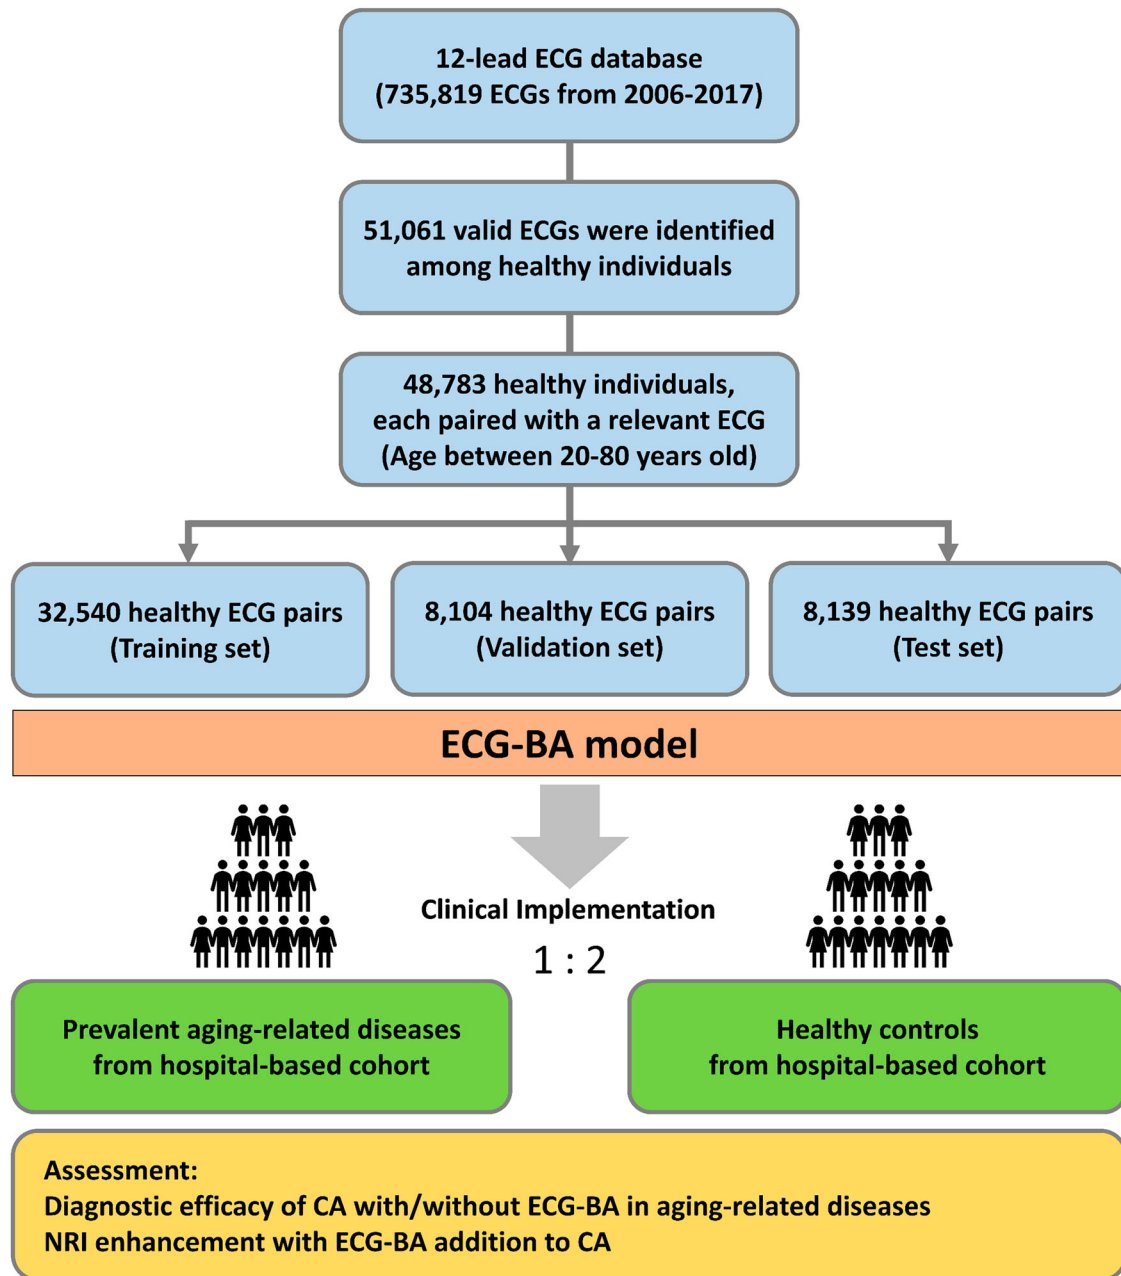 12-lead ECG database
(735,819 ECGs from 2006-2017)
51,061 valid ECGs were identified
among healthy individuals
48,783 healthy individuals,
each paired with a relevant ECG
(Age between 20-80 years old)
32,540 healthy ECG pairs
(Training set)
8,104 healthy ECG pairs
(Validation set)
8,139 healthy ECG pairs
(Test set)
ECG-BA model
Clinical Implementation
1 : 2
Prevalent aging-related diseases
from hospital-based cohort
Healthy controls
from hospital-based cohort
Assessment:
Diagnostic efficacy of CA with/without ECG-BA in aging-related diseases
NRI enhancement with ECG-BA addition to CA